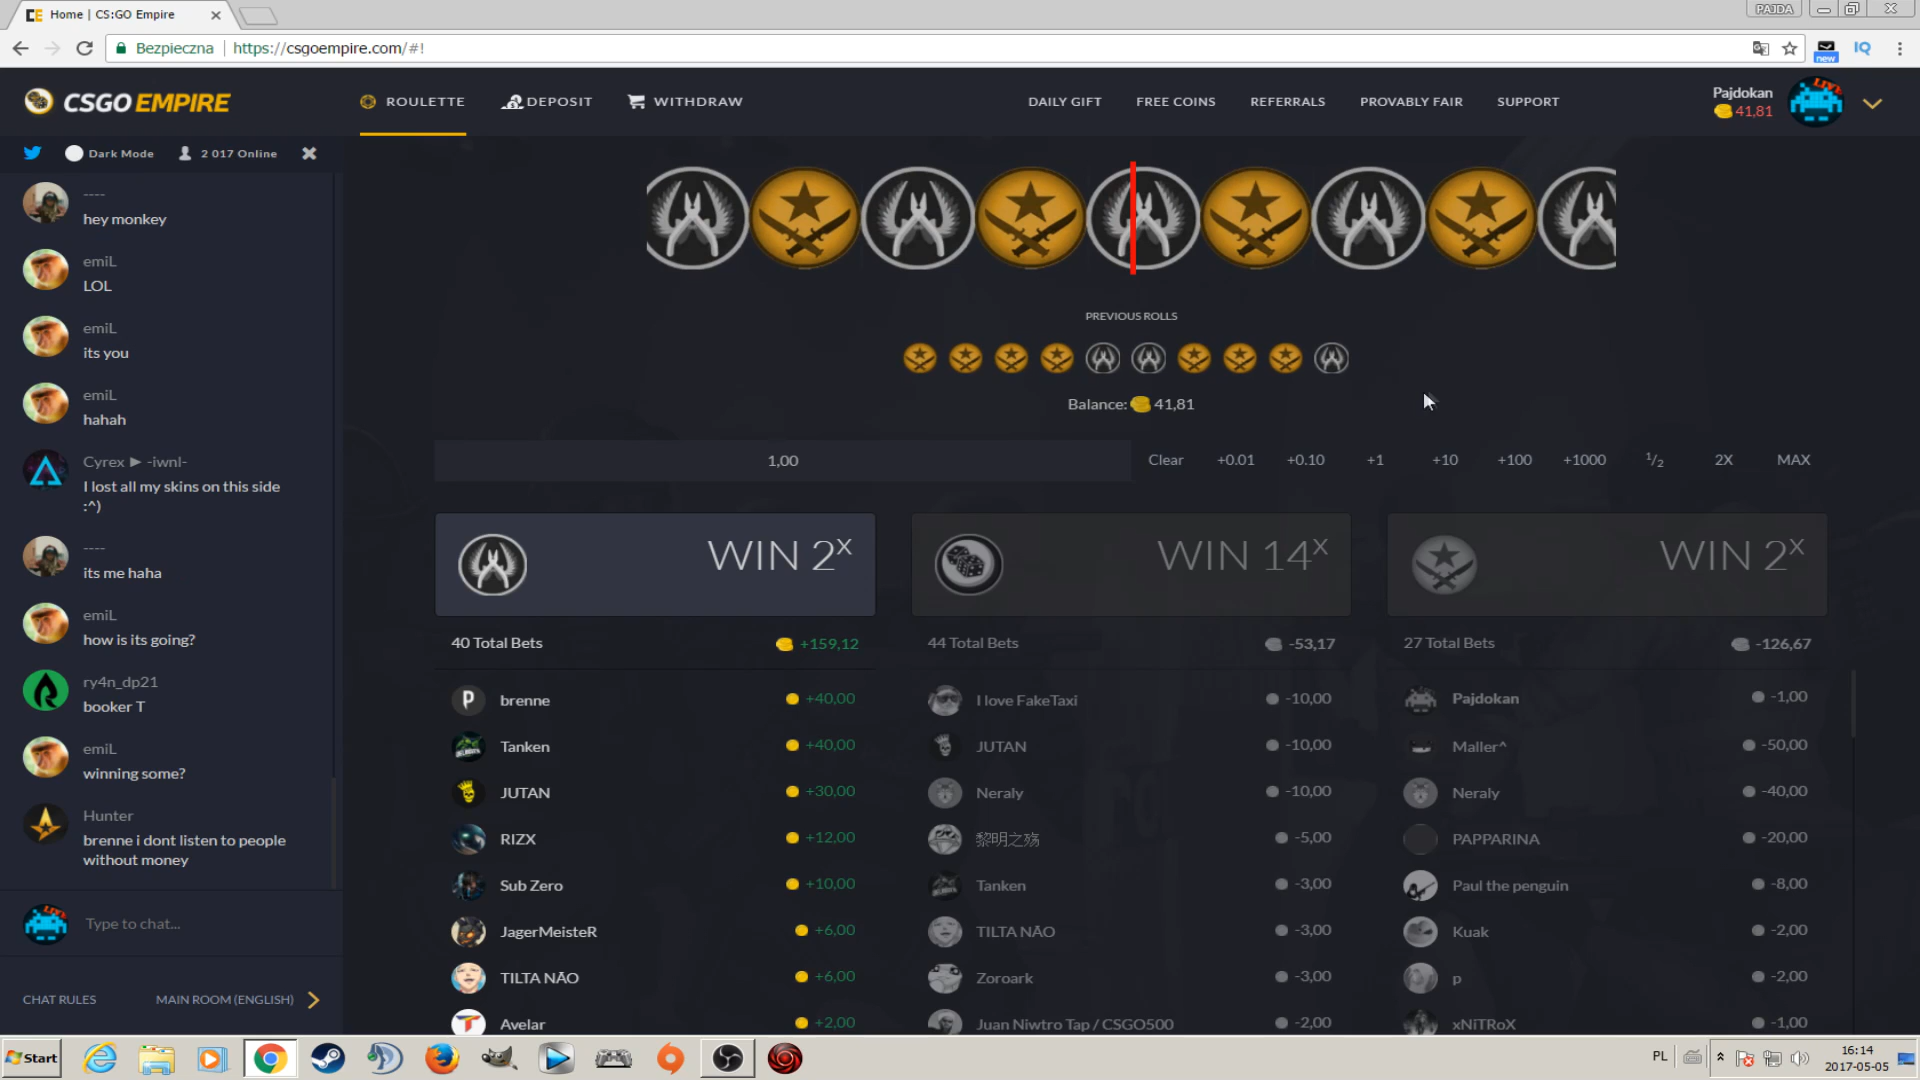 Home | CS:GO Empire
PAJDA
Bezpieczna
https://csgoempire.com/#!
new
IQ
CSGOEMPIRE
ROULETTE
DEPOSIT
WITHDRAW
DAILY GIFT
FREE COINS
REFERRALS
PROVABLY FAIR
SUPPORT
Pajdokan
41,81
LIVE
Dark Mode
2 017 Online
----
hey monkey
emiL
LOL
emiL
its you
emiL
hahah
Cyrex ► -iwnl-
I lost all my skins on this side
:^)
----
its me haha
emiL
how is its going?
ry4n_dp21
booker T
emiL
winning some?
Hunter
brenne i dont listen to people
without money
LIVE
Type to chat...
CHAT RULES
MAIN ROOM (ENGLISH)
PREVIOUS ROLLS
Balance: 41,81
1,00
Clear
+0.01
+0.10
+1
+10
+100
+1000
1/2
2X
MAX
WIN 2X
WIN 14X
WIN 2X
40 Total Bets
+159,12
44 Total Bets
-53,17
27 Total Bets
-126,67
brenne
+40,00
Tanken
+40,00
JUTAN
+30,00
RIZX
+12,00
Sub Zero
+10,00
JagerMeisteR
+6,00
TILTA NÃO
+6,00
Avelar
+2,00
I love FakeTaxi
-10,00
JUTAN
-10,00
Neraly
-10,00
黎明之殇
-5,00
Tanken
-3,00
TILTA NÃO
-3,00
Zoroark
-3,00
Juan Niwtro Tap / CSGO500
-2,00
Pajdokan
-1,00
Maller^
-50,00
Neraly
-40,00
PAPPARINA
-20,00
Paul the penguin
-8,00
Kuak
-2,00
p
-2,00
xNiTRoX
-1,00
Start
PL
16:14
2017-05-05